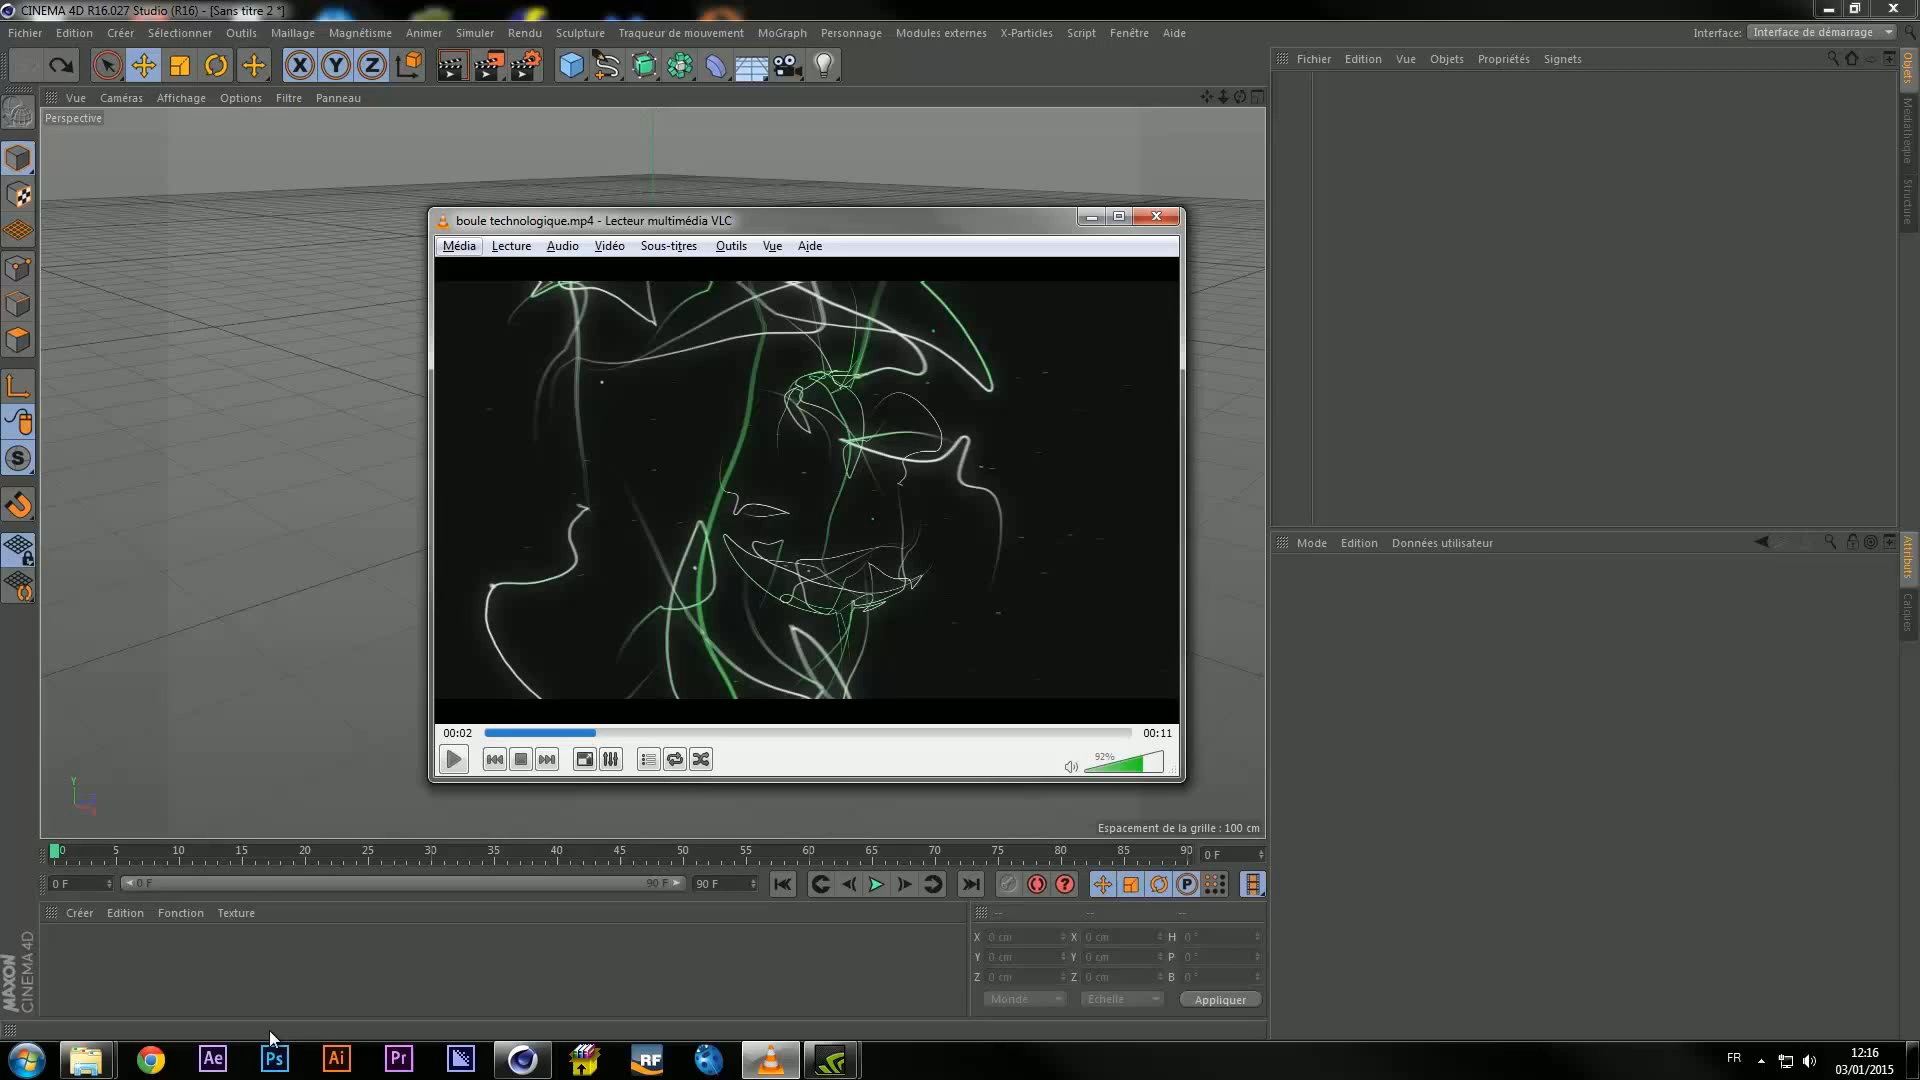 CINEMA 4D R16.027 Studio (R16) - [Sans titre 2 *]
Fichier Edition Créer Sélectionner Outils Maillage Magnétisme Animer Simuler Rendu Sculpture Traqueur de mouvement MoGraph Personnage Modules externes X-Particles Script Fenêtre Aide Interface: Interface de démarrage
X Y Z
Fichier Edition Vue Objets Propriétés Signets
Objets
Médiathèque
Structure
Vue Caméras Affichage Options Filtre Panneau
Perspective
boule technologique.mp4 - Lecteur multimédia VLC
Média Lecture Audio Vidéo Sous-titres Outils Vue Aide
00:02 00:11
92%
S
Mode Edition Données utilisateur
Attributs
Calques
Y
Espacement de la grille : 100 cm
0 5 10 15 20 25 30 35 40 45 50 55 60 65 70 75 80 85 90 0 F
0 F 0 F 90 F 90 F ? P
Créer Edition Fonction Texture -- -- --
X 0 cm X 0 cm H 0 °
Y 0 cm Y 0 cm P 0 °
Z 0 cm Z 0 cm B 0 °
Monde Echelle Appliquer
MAXON
CINEMA 4D
Ae Ps Ai Pr RF FR 12:16
03/01/2015